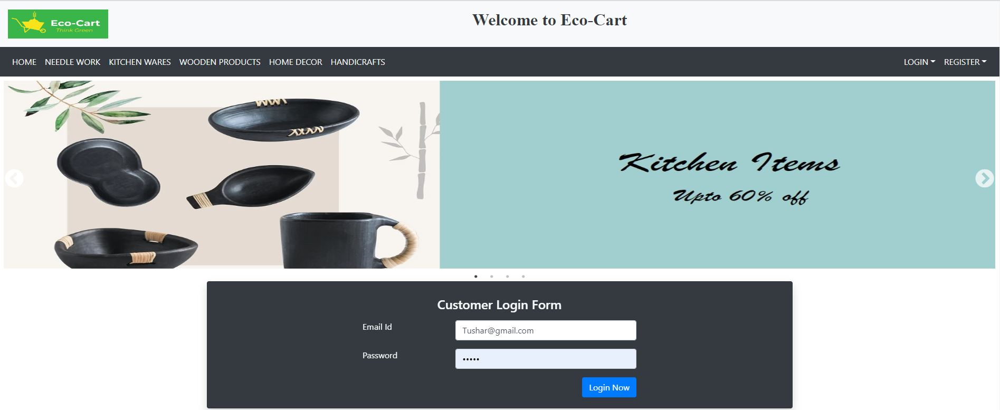 Eco-Cart
Think Green
Welcome to Eco-Cart
HOME NEEDLE WORK KITCHEN WARES WOODEN PRODUCTS HOME DECOR HANDICRAFTS LOGIN REGISTER
Kitchen Items
Upto 60% off
Customer Login Form
Email Id Tushar@gmail.com
Password •••••
Login Now